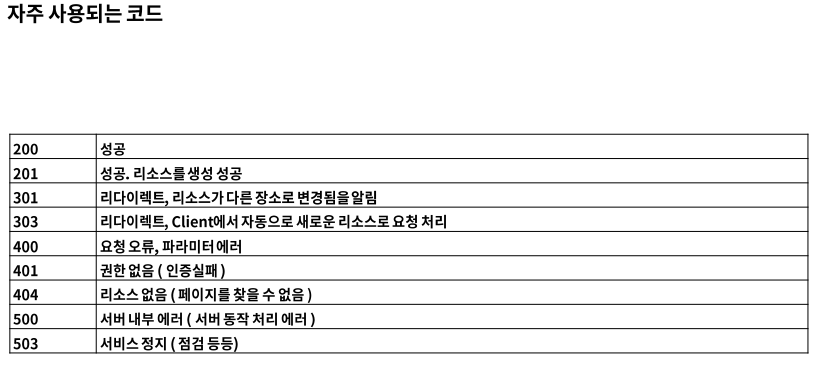 자주 사용되는 코드
200 성공
201 성공. 리소스를 생성 성공
301 리다이렉트, 리소스가 다른 장소로 변경됨을 알림
303 리다이렉트, Client에서 자동으로 새로운 리소스로 요청 처리
400 요청 오류, 파라미터 에러
401 권한 없음 ( 인증실패 )
404 리소스 없음 ( 페이지를 찾을 수 없음 )
500 서버 내부 에러 ( 서버 동작 처리 에러 )
503 서비스 정지 ( 점검 등등)